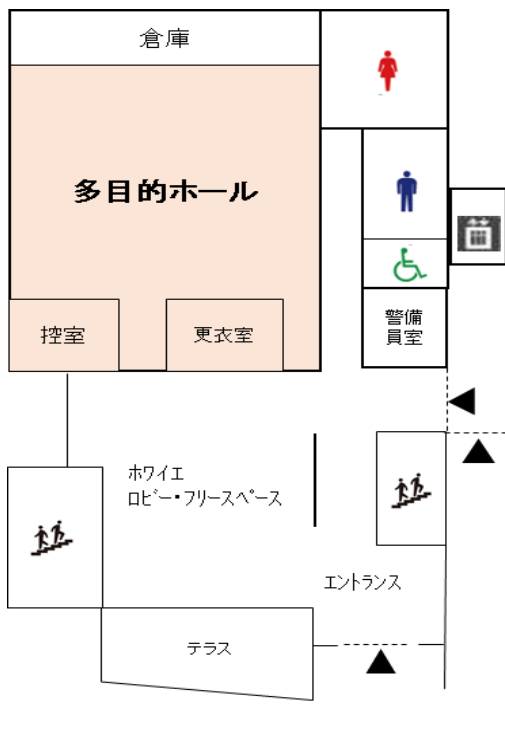 倉庫
多目的ホール
控室
更衣室
警備
員室
ホワイエ
ロビー・フリースペース
エントランス
テラス